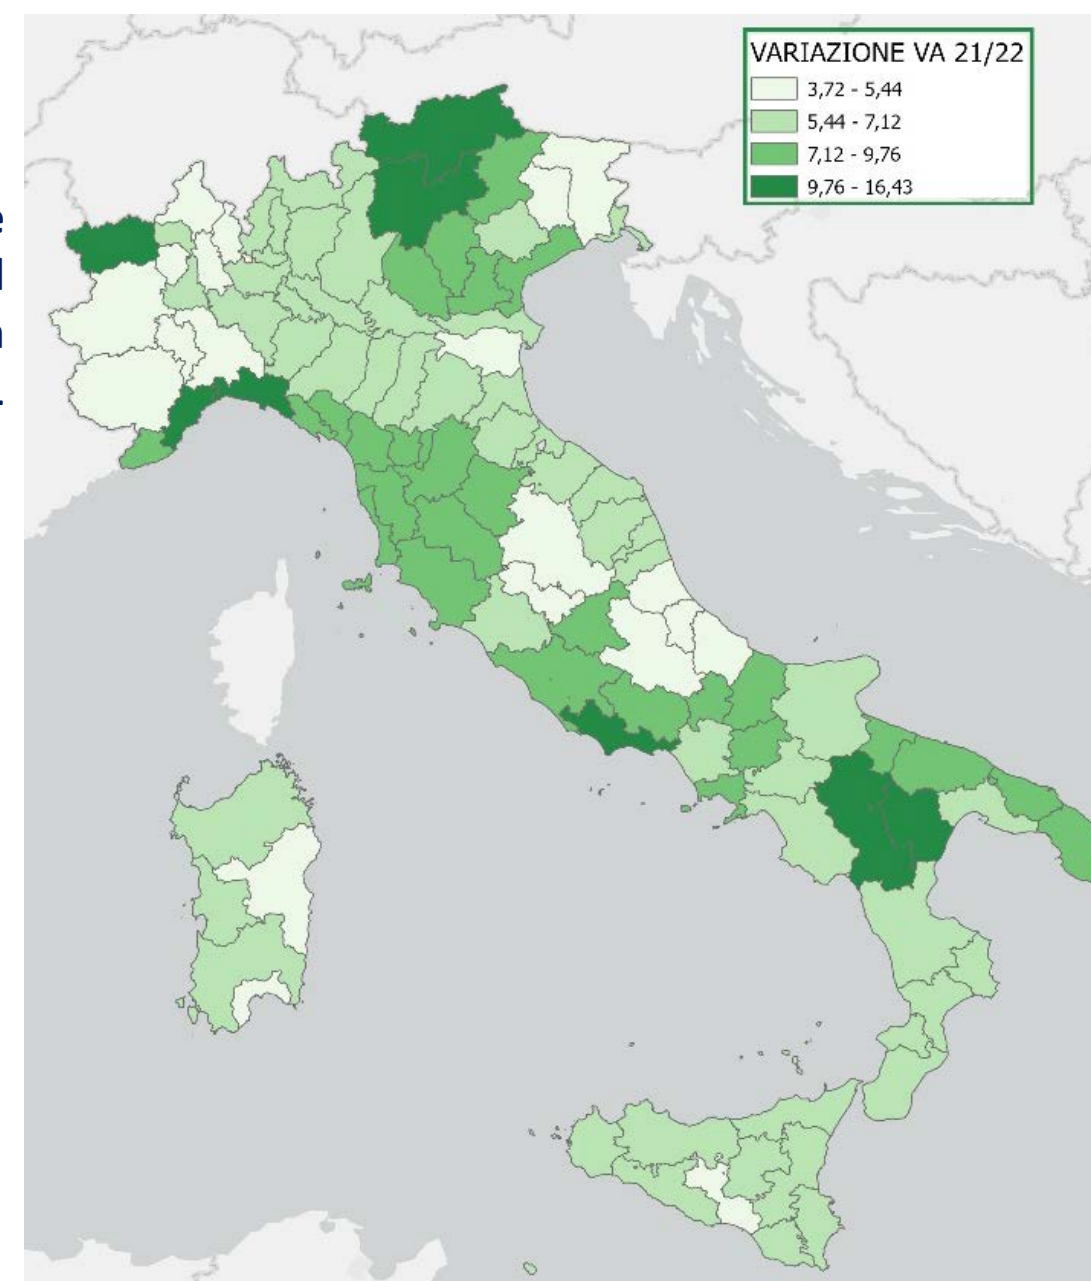 VARIAZIONE VA 21/22
3,72 - 5,44
5,44 - 7,12
7,12 - 9,76
9,76 - 16,43